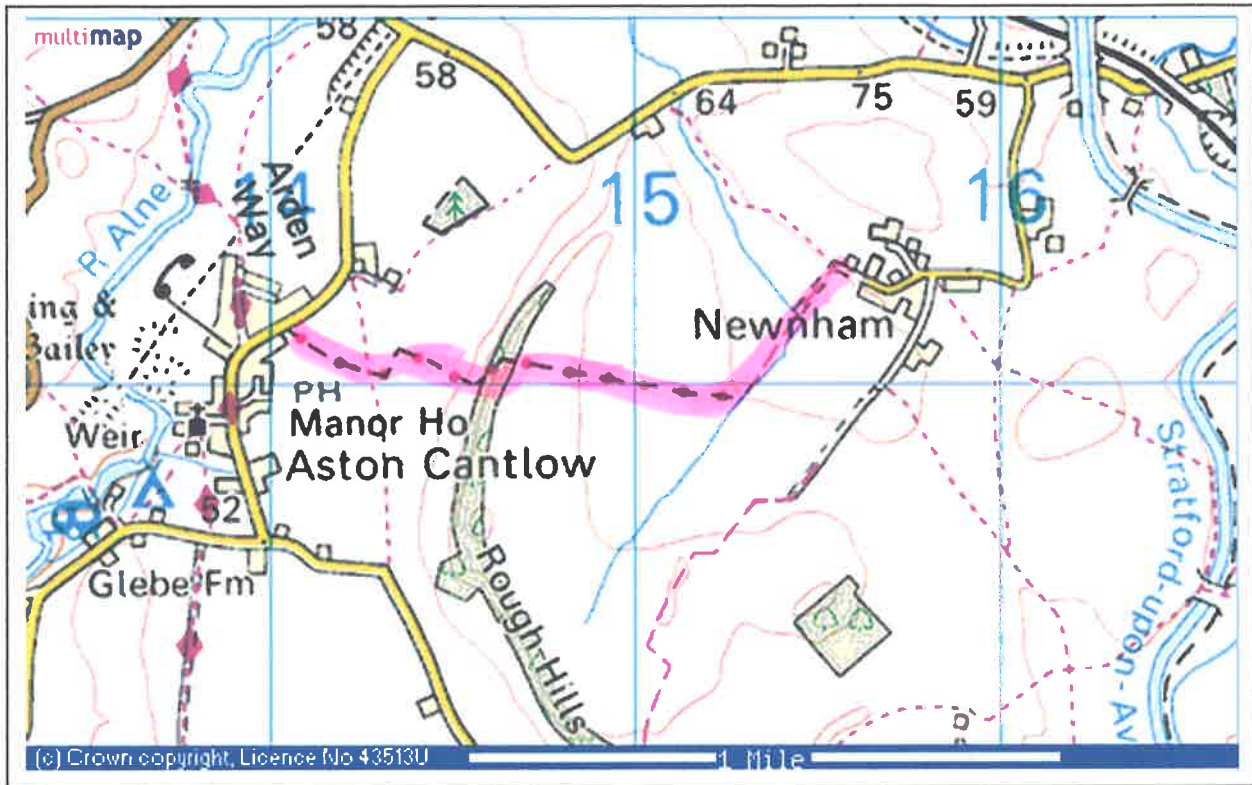 multimap
58
58
64
75
59
Arden
Way
14
15
16
R Alne
ing &
Bailey
Newnham
PH
Manor Ho
Weir
Aston Cantlow
52
Glebe Fm
Rough Hills
Stratford-upon-Av
(c) Crown copyright, Licence No 43513U
1 Mile